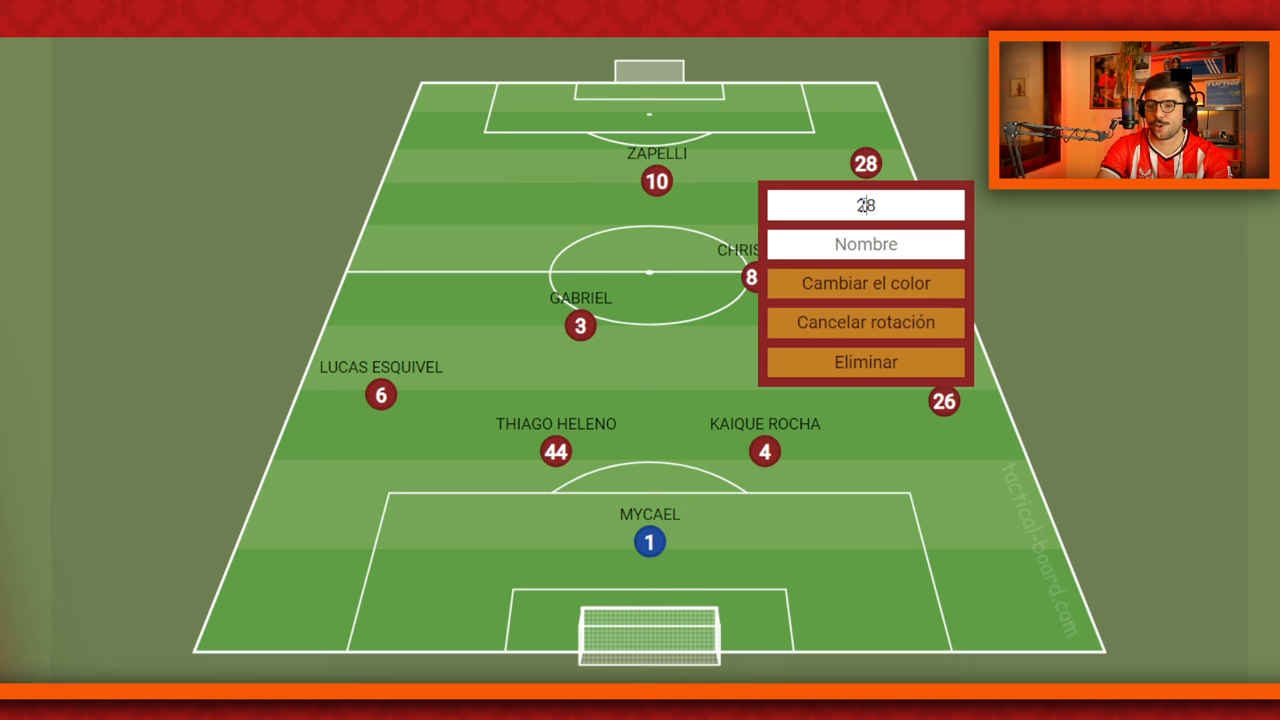 ZAPELLI
10
28
28
Nombre
CHRIS
8
Cambiar el color
GABRIEL
3
Cancelar rotación
Eliminar
LUCAS ESQUIVEL
6
26
THIAGO HELENO
44
KAIQUE ROCHA
4
MYCAEL
1
tactical-board.com